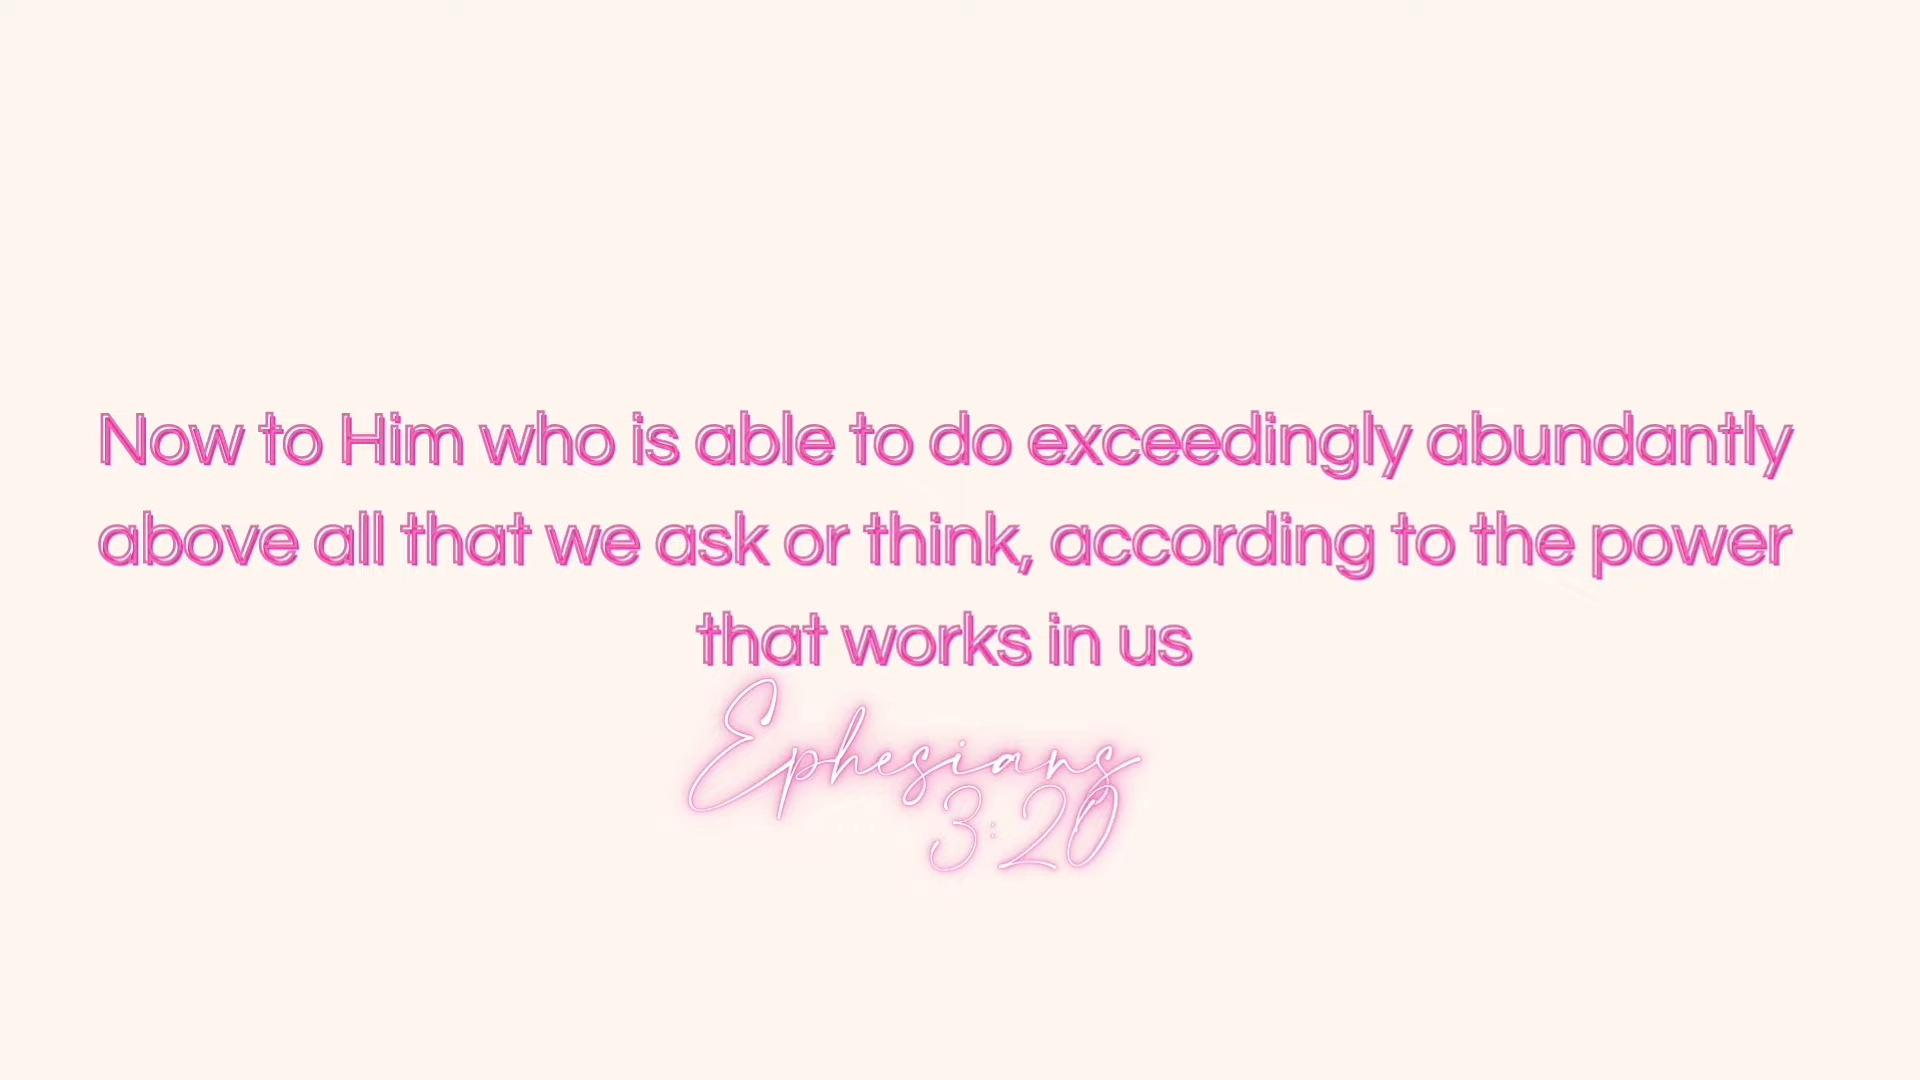 Now to Him who is able to do exceedingly abundantly
above all that we ask or think, according to the power
that works in us
Ephesians
3:20